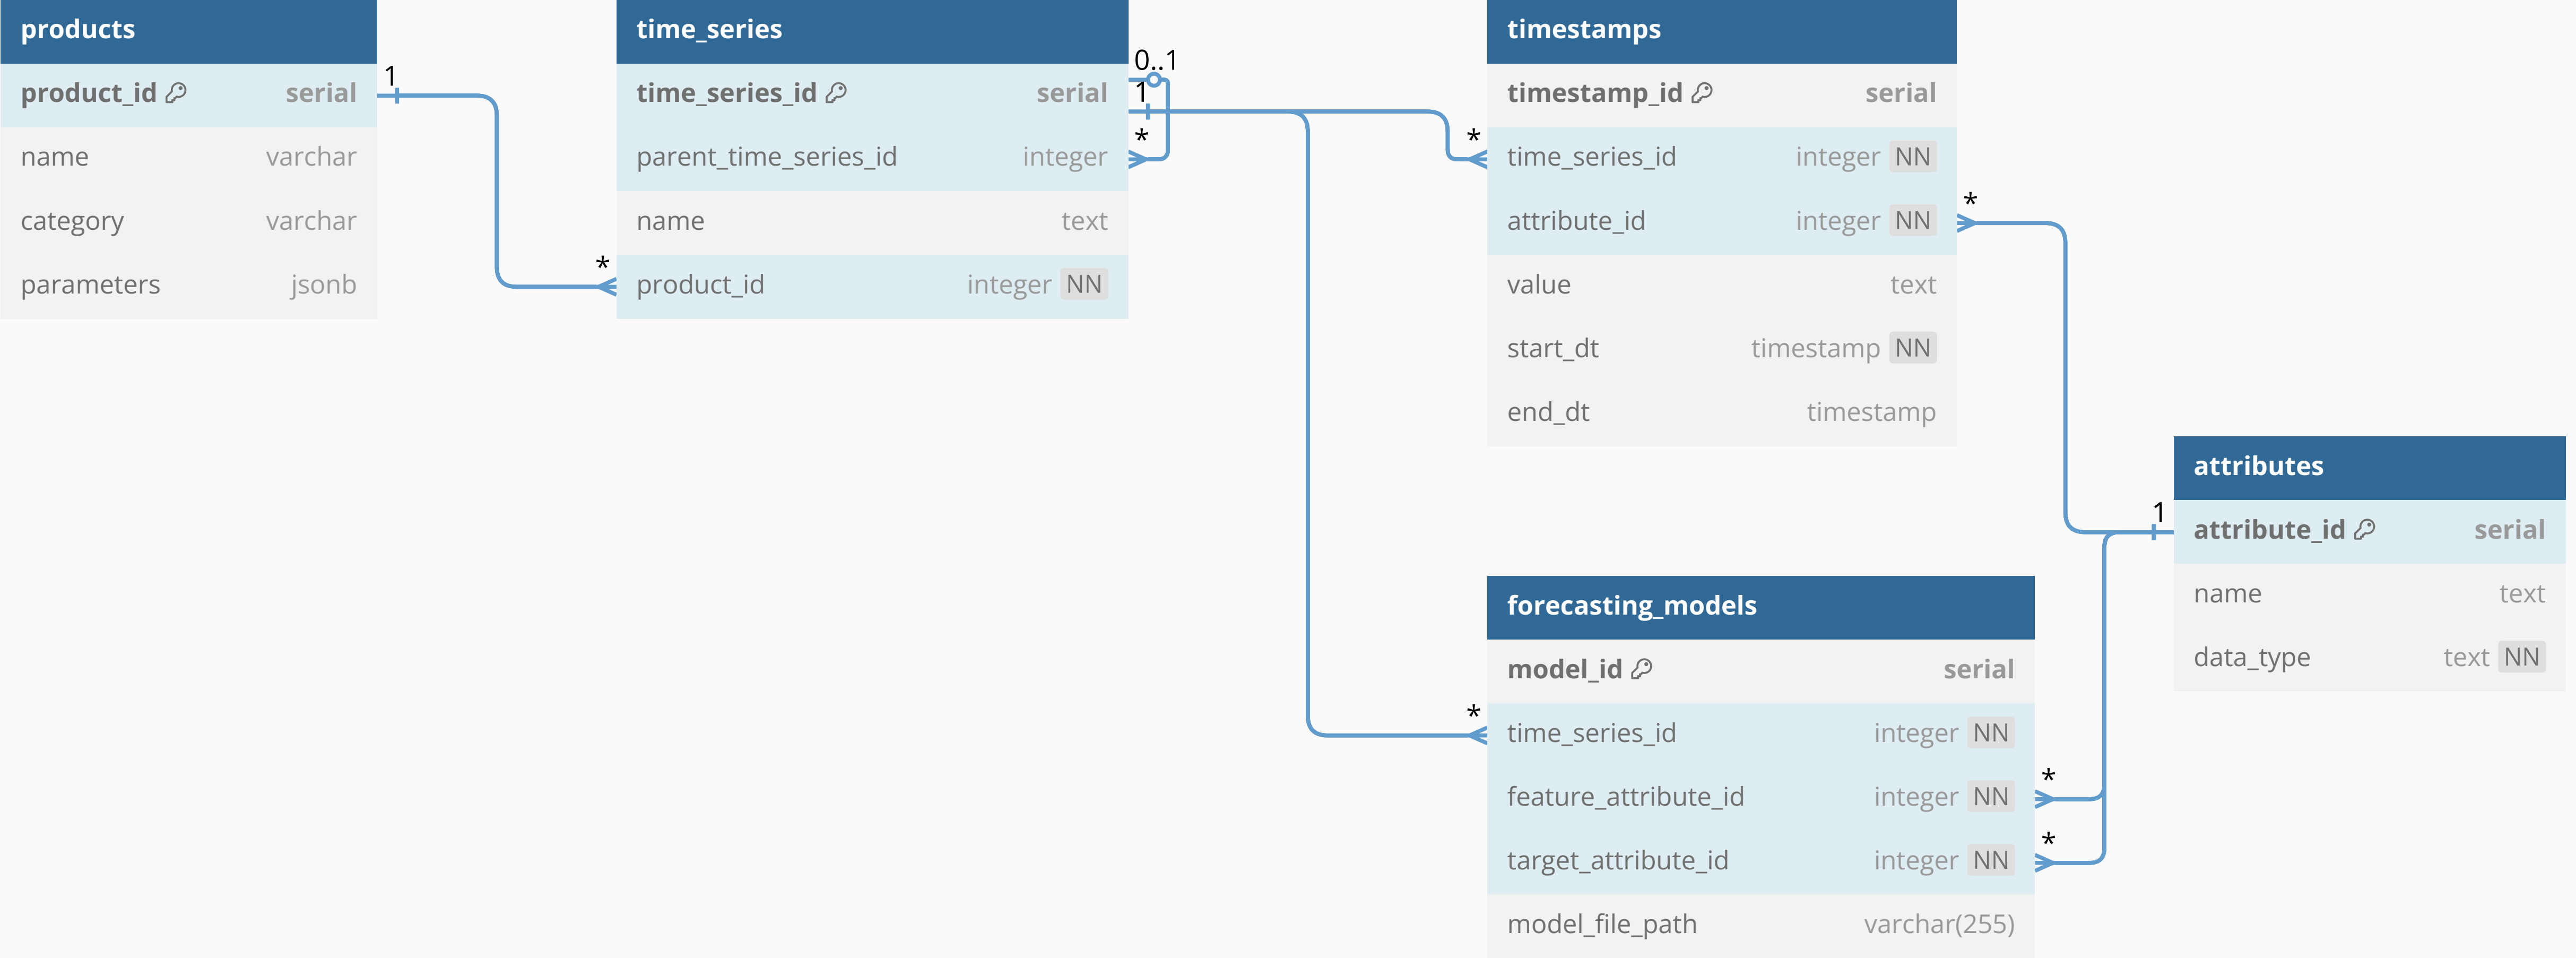 products
product_id serial
name varchar
category varchar
parameters jsonb
1
*
time_series
time_series_id serial
parent_time_series_id integer
name text
product_id integer NN
0..1
1
*
*
timestamps
timestamp_id serial
time_series_id integer NN
attribute_id integer NN
value text
start_dt timestamp NN
end_dt timestamp
*
1
attributes
attribute_id serial
name text
data_type text NN
*
forecasting_models
model_id serial
time_series_id integer NN
feature_attribute_id integer NN
target_attribute_id integer NN
model_file_path varchar(255)
*
*